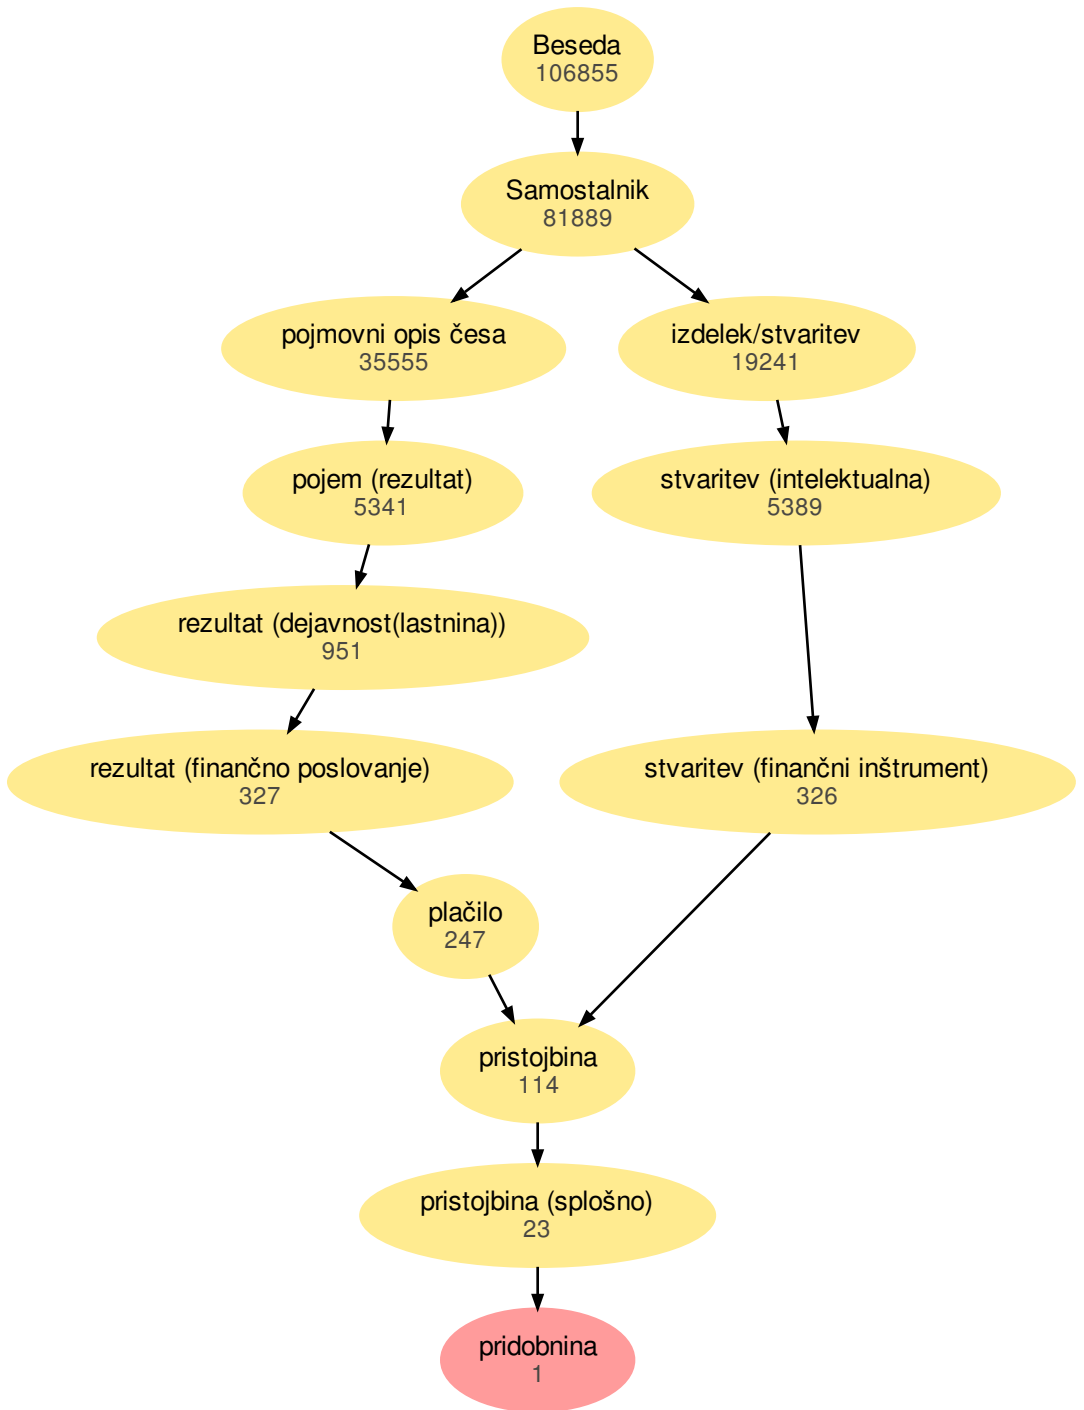 Beseda
106855
Samostalnik
81889
pojmovni opis česa
35555
izdelek/stvaritev
19241
pojem (rezultat)
5341
stvaritev (intelektualna)
5389
rezultat (dejavnost(lastnina))
951
rezultat (finančno poslovanje)
327
stvaritev (finančni inštrument)
326
plačilo
247
pristojbina
114
pristojbina (splošno)
23
pridobnina
1